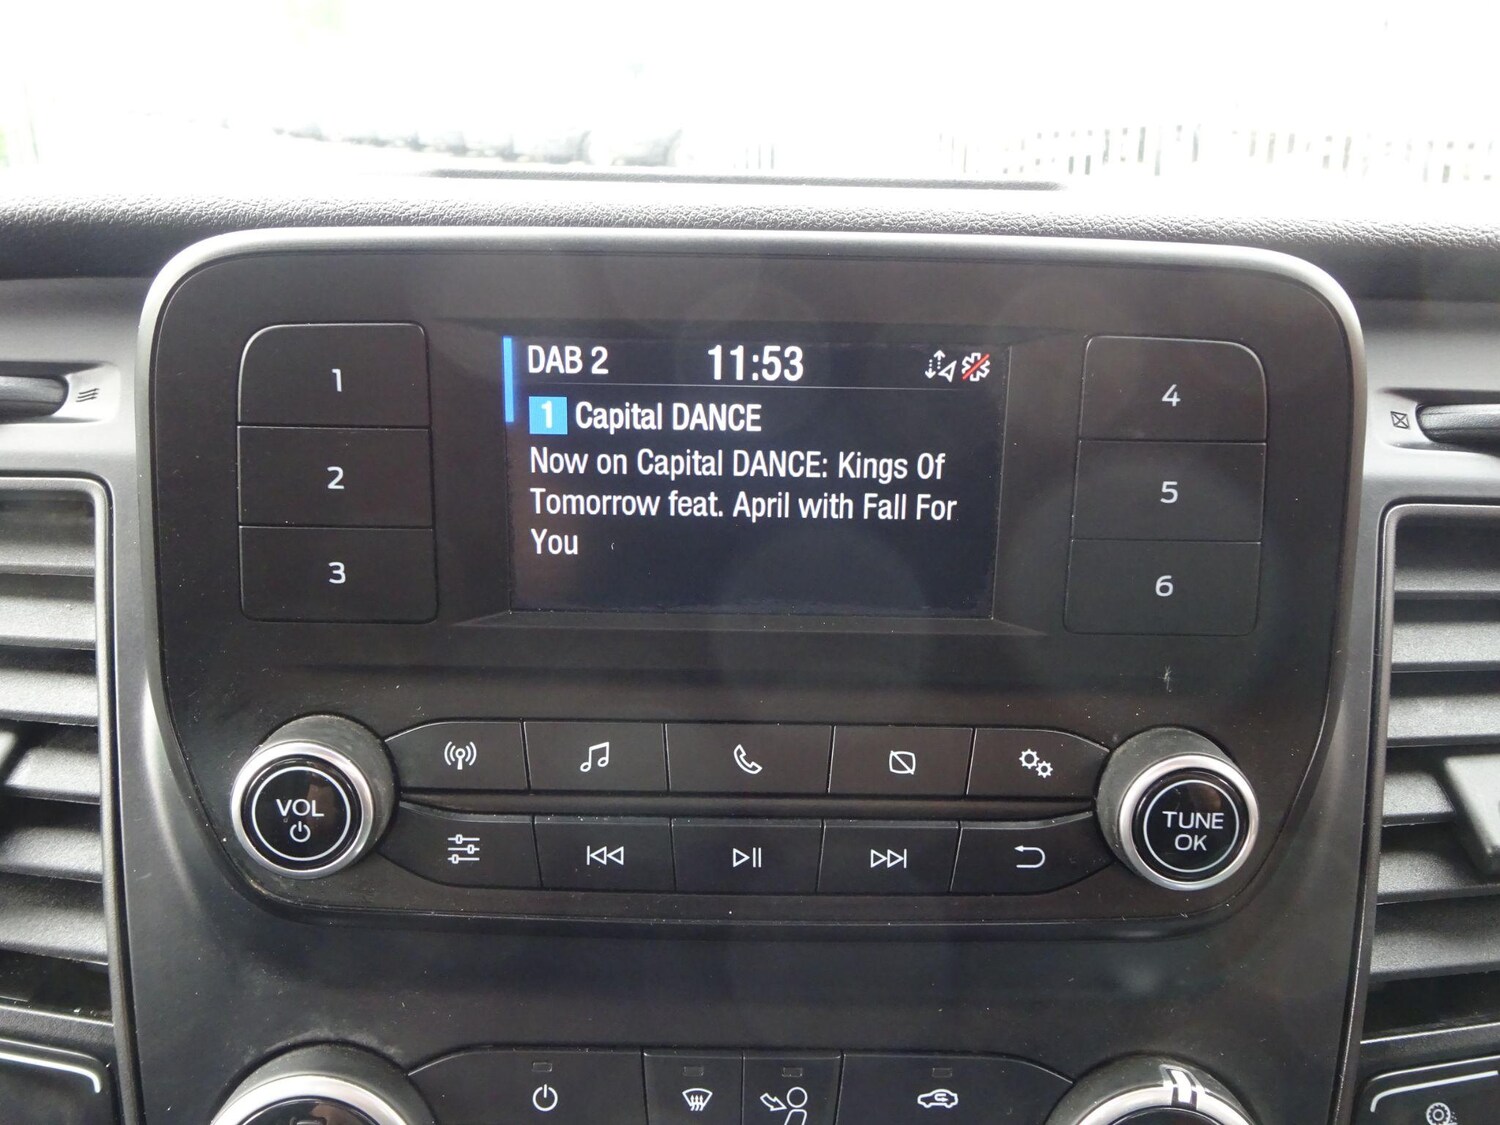 DAB 2 11:53
1 Capital DANCE
Now on Capital DANCE: Kings Of
Tomorrow feat. April with Fall For
You
1
2
3
4
5
6
VOL
TUNE
OK